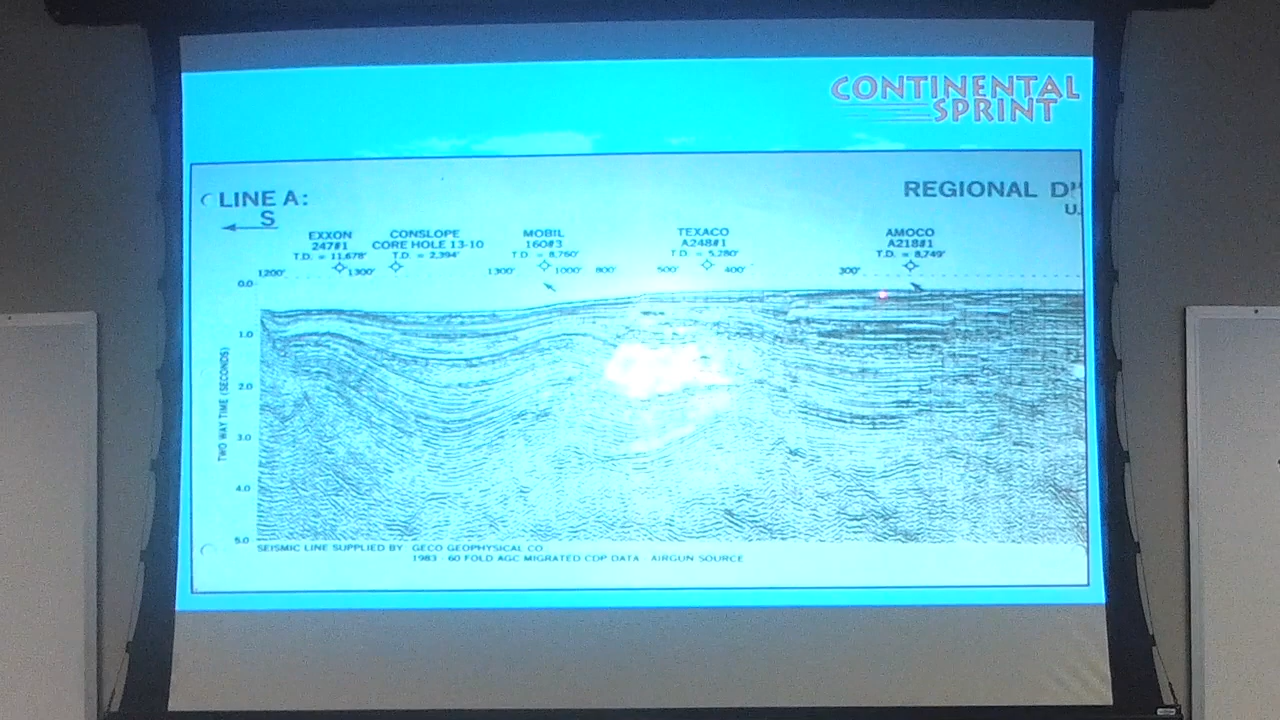 CONTINENTAL
SPRINT
LINE A:
REGIONAL
S
U.
EXXON
247#1
T.D. = 11,678'
CONSLOPE
CORE HOLE 13-10
T.D. = 2,394'
MOBIL
160#3
T.D. = 8,760'
TEXACO
A248#1
T.D. = 5,280'
AMOCO
A218#1
T.D. = 8,749'
1200' 1300' 1300' 1000' 800' 500' 400' 300'
0.0
1.0
2.0
3.0
4.0
5.0
TWO WAY TIME (SECONDS)
SEISMIC LINE SUPPLIED BY GECO GEOPHYSICAL CO
1983 - 60 FOLD AGC MIGRATED CDP DATA AIRGUN SOURCE